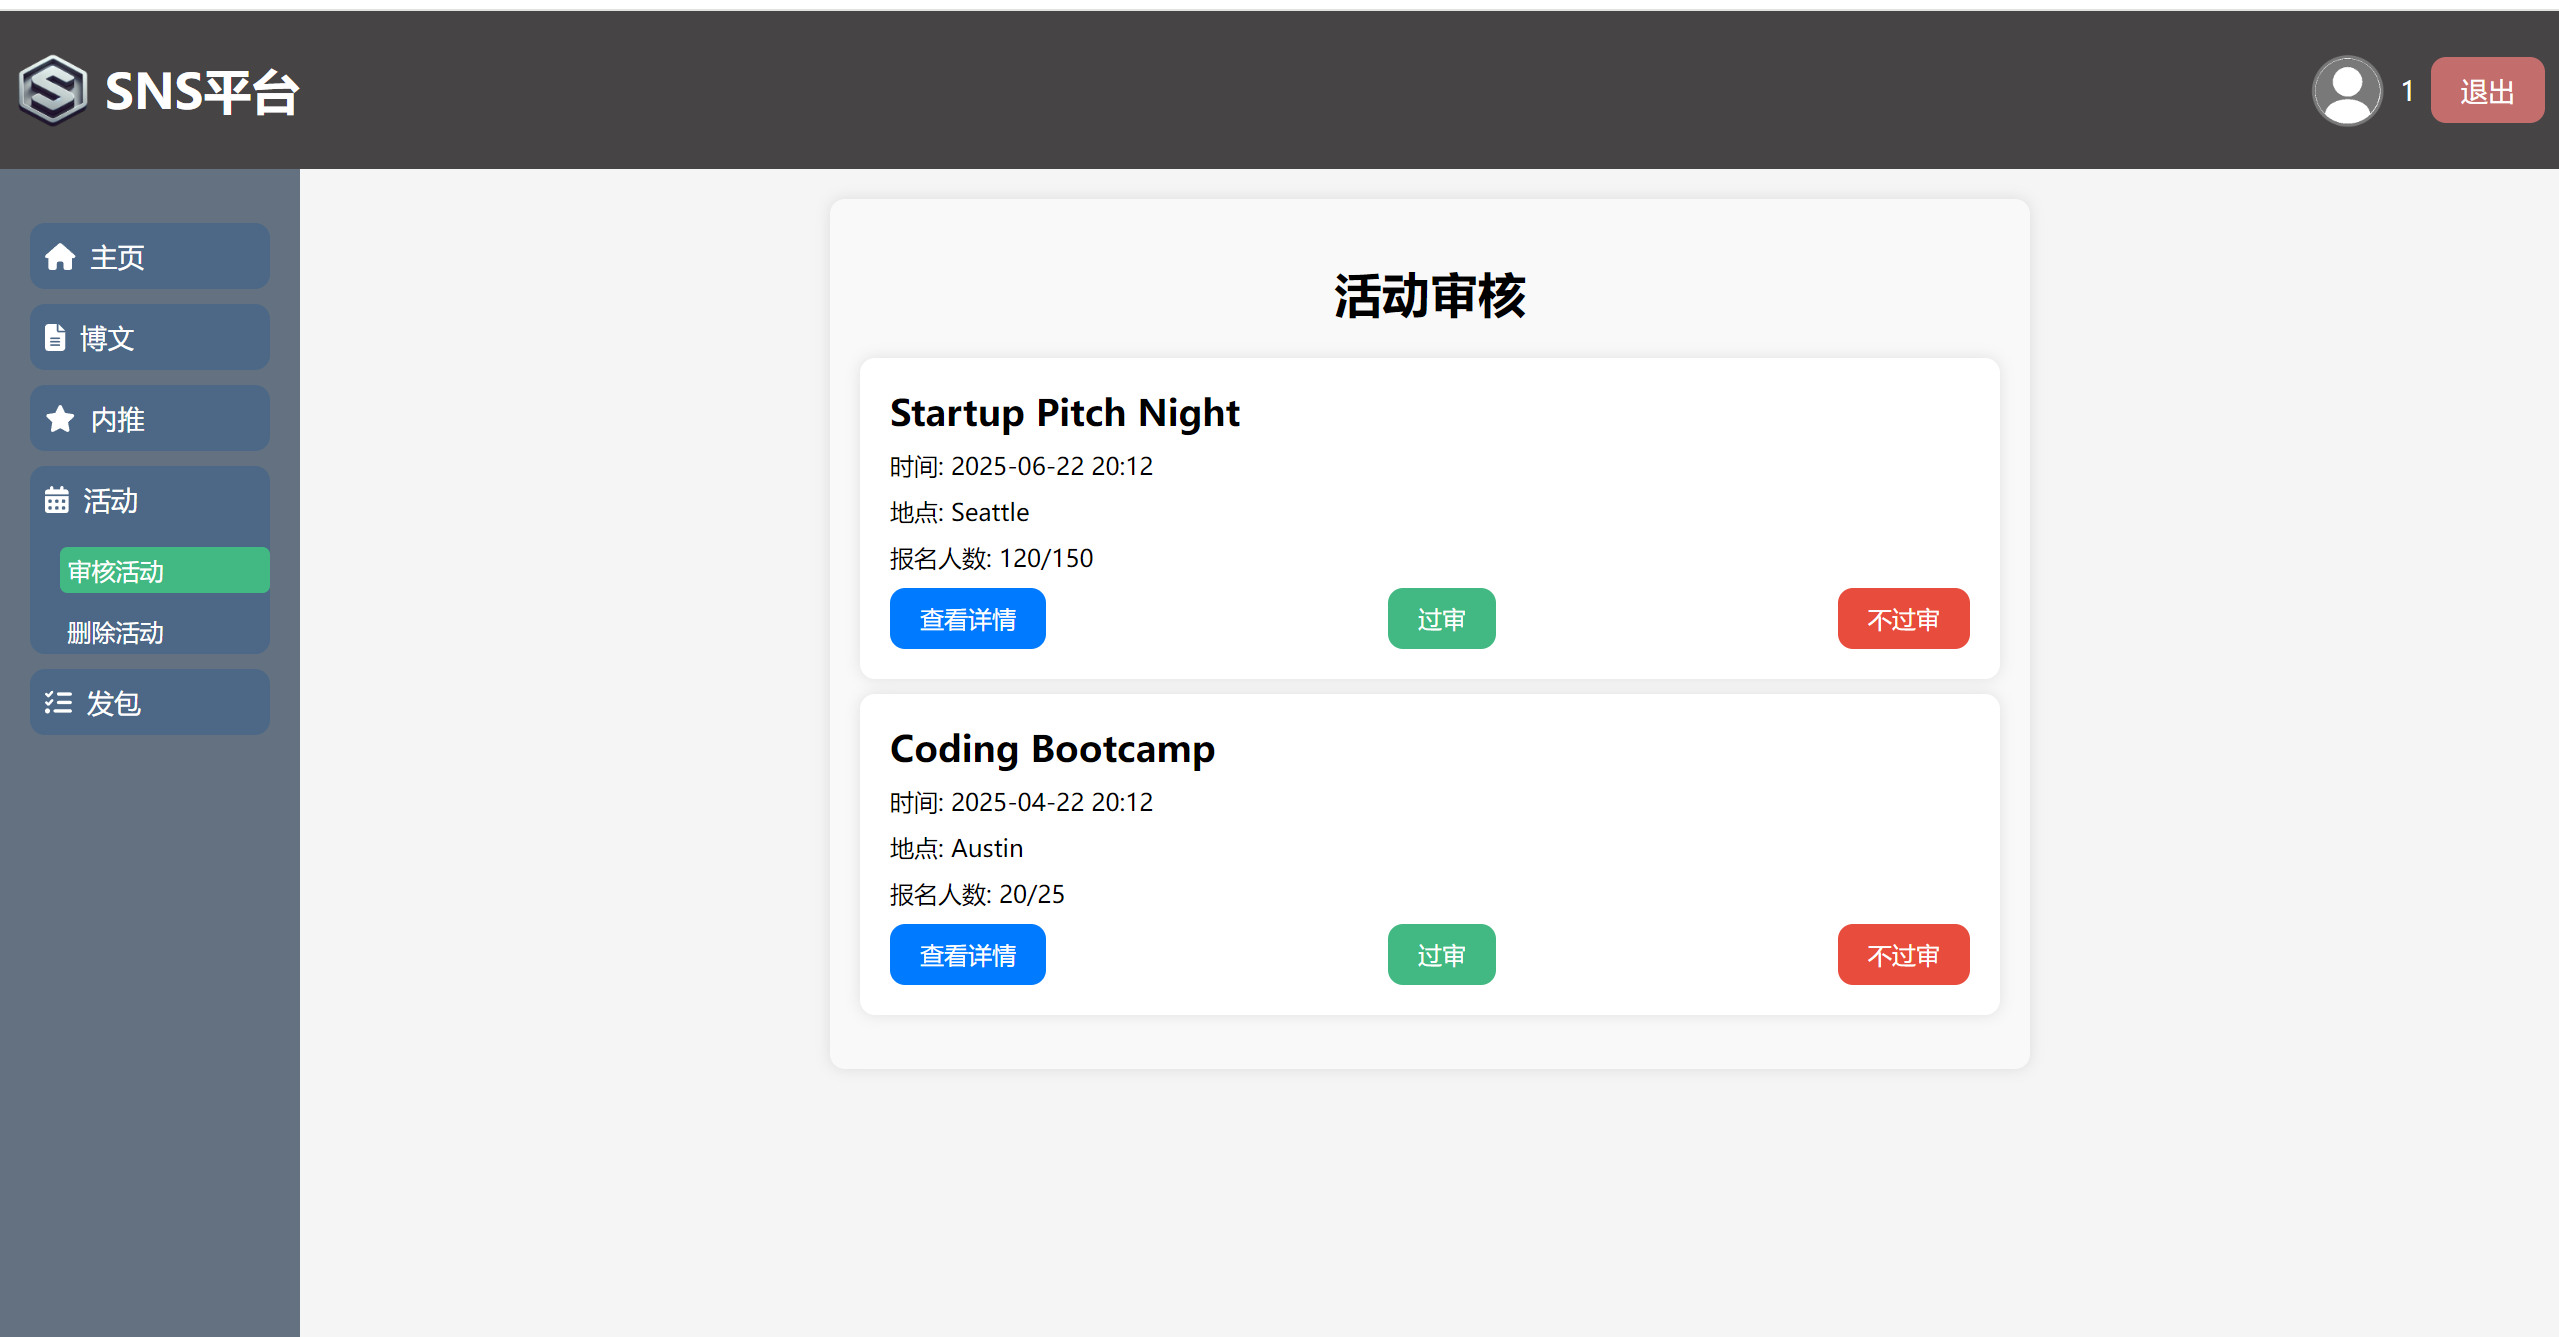 SNS平台
1
退出
主页
博文
内推
活动
审核活动
删除活动
发包
活动审核
Startup Pitch Night
时间: 2025-06-22 20:12
地点: Seattle
报名人数: 120/150
查看详情
过审
不过审
Coding Bootcamp
时间: 2025-04-22 20:12
地点: Austin
报名人数: 20/25
查看详情
过审
不过审